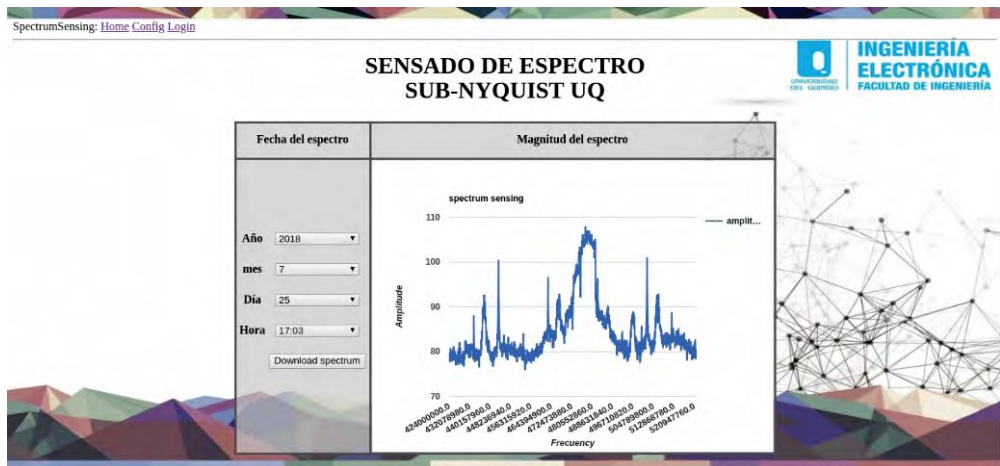 SpectrumSensing: Home Config Login
SENSADO DE ESPECTRO
SUB-NYQUIST UQ
UNIVERSIDAD
DEL QUINDÍO
INGENIERÍA
ELECTRÓNICA
FACULTAD DE INGENIERÍA
Fecha del espectro
Magnitud del espectro
Año 2018
mes 7
Día 25
Hora 17:03
Download spectrum
spectrum sensing
amplit...
110
100
90
80
70
Amplitude
424000000.0
432078980.0
440157960.0
448236940.0
456315920.0
464394900.0
472473880.0
480552860.0
488631840.0
496710820.0
504789800.0
512868780.0
520947760.0
Frecuency